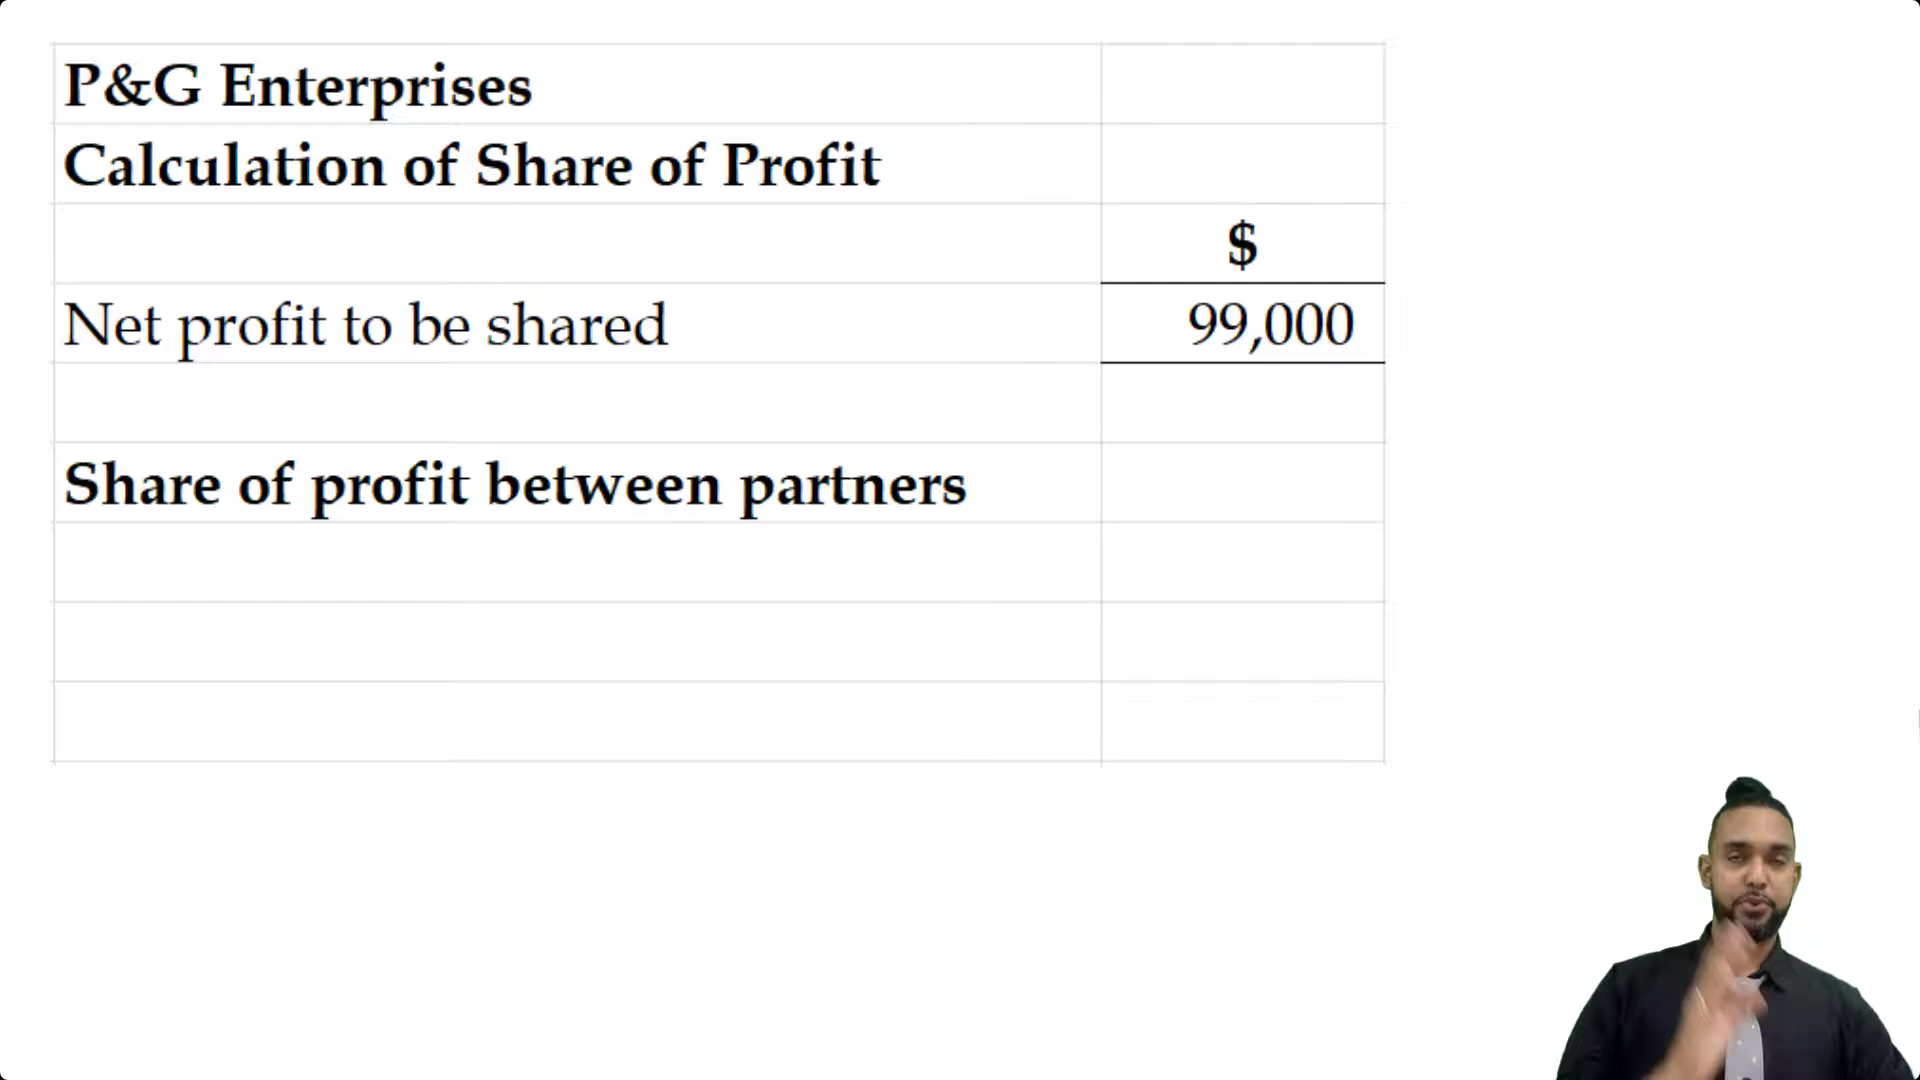 P&G Enterprises
Calculation of Share of Profit
$
Net profit to be shared 99,000
Share of profit between partners